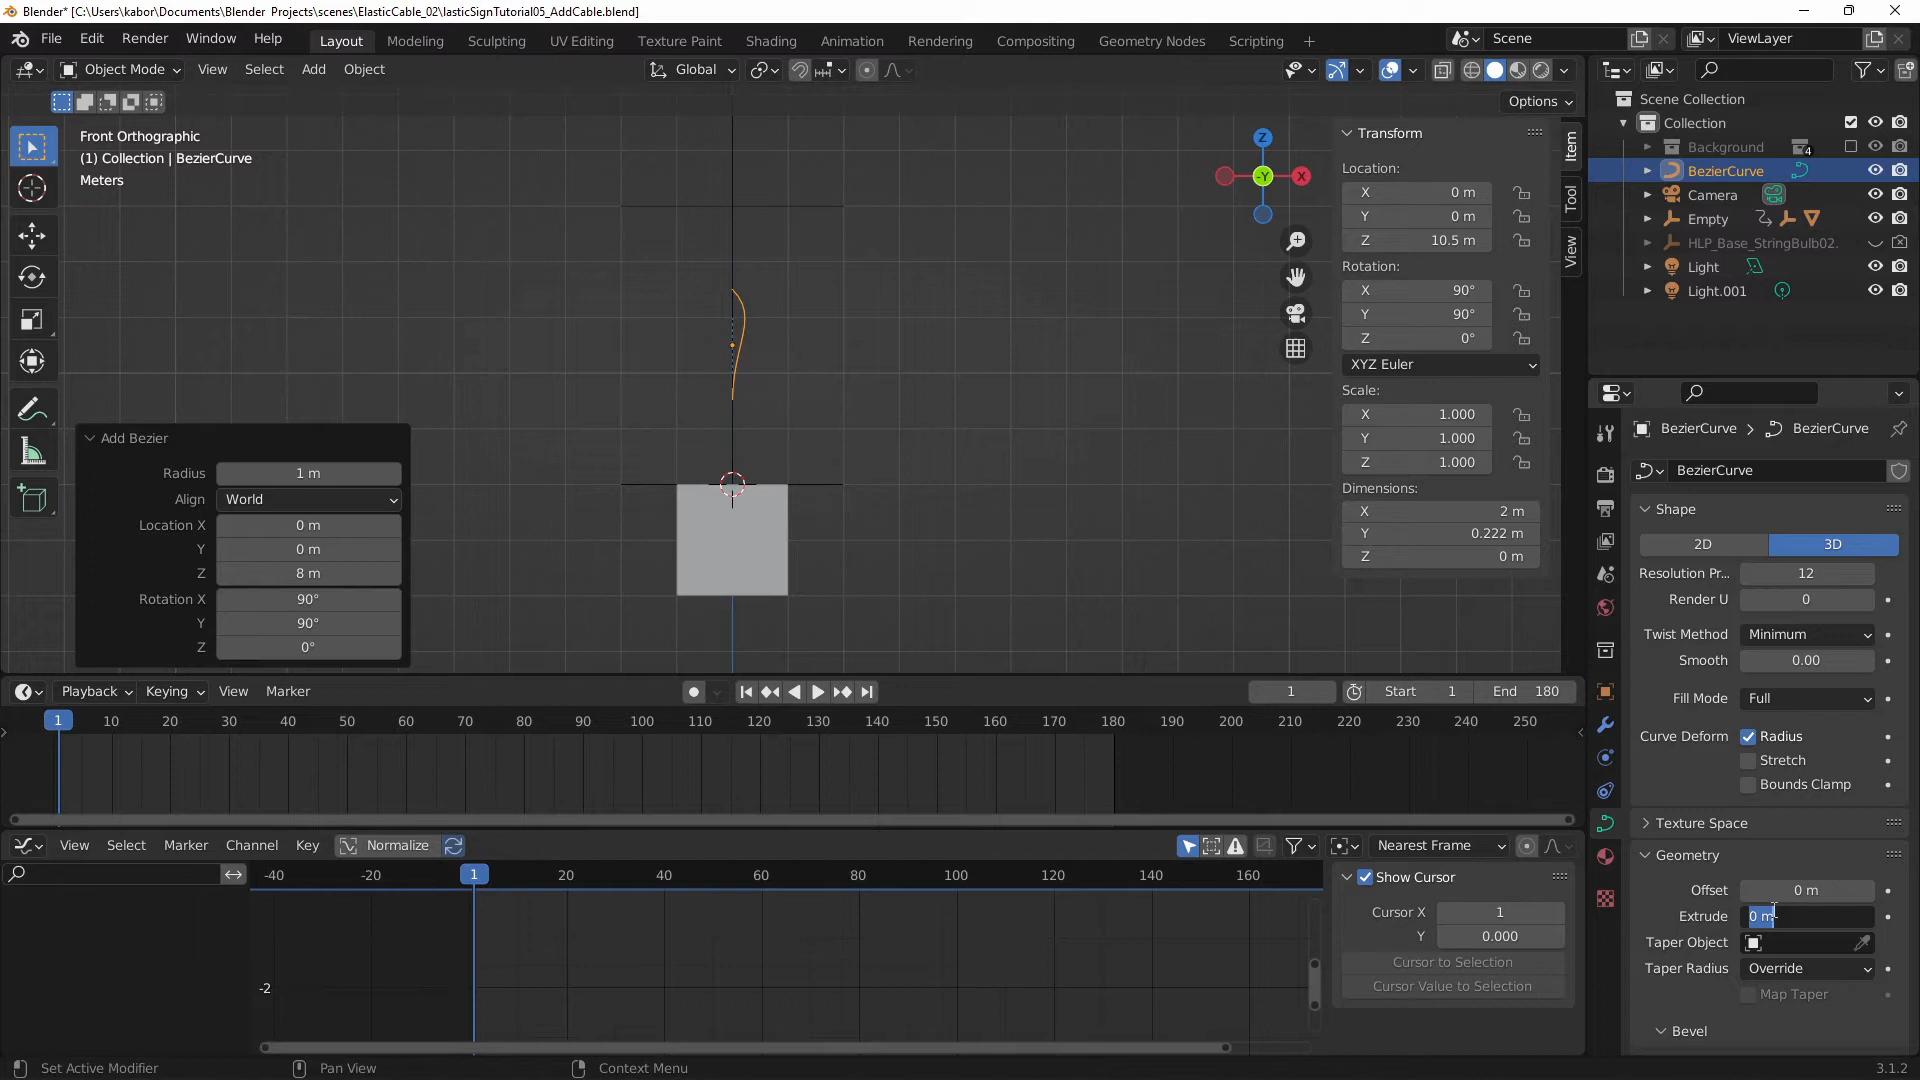 Blender* [C:\Users\kabor\Documents\Blender Projects\scenes\ElasticCable_02\lasticSignTutorial05_AddCable.blend]
File Edit Render Window Help Layout Modeling Sculpting UV Editing Texture Paint Shading Animation Rendering Compositing Geometry Nodes Scripting + Scene ViewLayer
Object Mode View Select Add Object Global
Options
Front Orthographic
(1) Collection | BezierCurve
Meters
Z
X
-Y
Transform
Location:
X 0 m
Y 0 m
Z 10.5 m
Rotation:
X 90°
Y 90°
Z 0°
XYZ Euler
Scale:
X 1.000
Y 1.000
Z 1.000
Dimensions:
X 2 m
Y 0.222 m
Z 0 m
Item
Tool
View
Add Bezier
Radius 1 m
Align World
Location X 0 m
Y 0 m
Z 8 m
Rotation X 90°
Y 90°
Z 0°
Scene Collection
Collection
Background 4
BezierCurve
Camera
Empty
HLP_Base_StringBulb02.
Light
Light.001
BezierCurve > BezierCurve
BezierCurve
Shape
2D 3D
Resolution Pr... 12
Render U 0
Twist Method Minimum
Smooth 0.00
Fill Mode Full
Curve Deform Radius
Stretch
Bounds Clamp
Texture Space
Geometry
Offset 0 m
Extrude 0 m
Taper Object
Taper Radius Override
Map Taper
Bevel
Playback Keying View Marker 1 Start 1 End 180
1 10 20 30 40 50 60 70 80 90 100 110 120 130 140 150 160 170 180 190 200 210 220 230 240 250
View Select Marker Channel Key Normalize Nearest Frame
-40 -20 1 20 40 60 80 100 120 140 160
-2
Show Cursor
Cursor X 1
Y 0.000
Cursor to Selection
Cursor Value to Selection
Set Active Modifier Pan View Context Menu 3.1.2